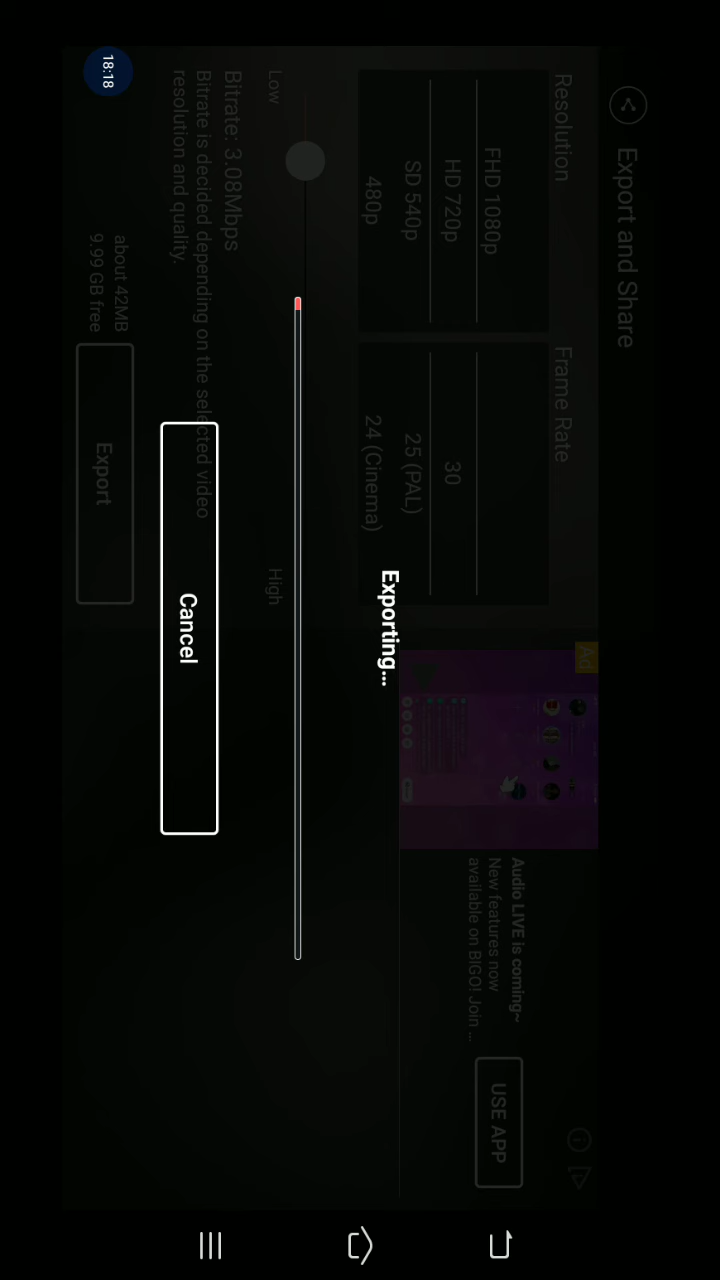 18:18
Export and Share
Resolution
FHD 1080p
HD 720p
SD 540p
480p
Frame Rate
30
25 (PAL)
24 (Cinema)
Low
High
Bitrate: 3.08Mbps
Bitrate is decided depending on the selected video
resolution and quality.
about 42MB
9.99 GB free
Export
Exporting...
Cancel
Ad
Audio LIVE is coming~
New features now
available on BIGO! Join ...
USE APP